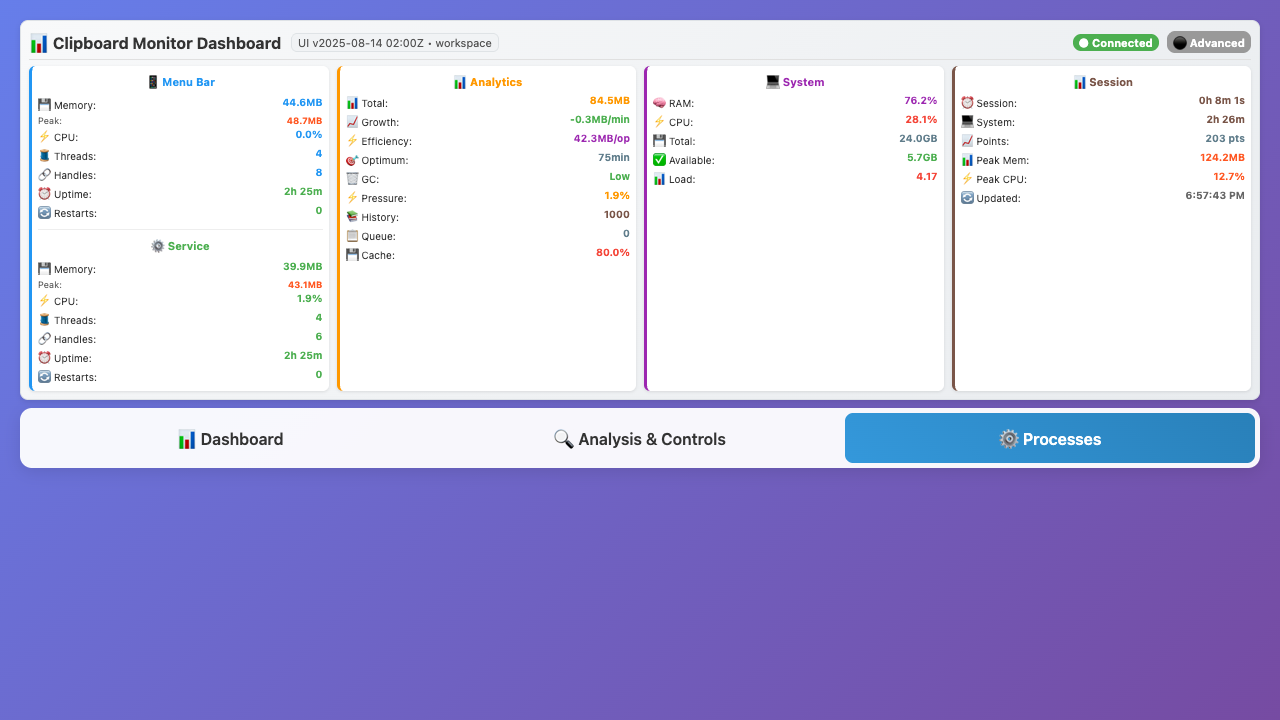 Clipboard Monitor Dashboard
UI v2025-08-14 02:00Z • workspace
Connected
Advanced
Menu Bar
Memory: 44.6MB
Peak: 48.7MB
CPU: 0.0%
Threads: 4
Handles: 8
Uptime: 2h 25m
Restarts: 0
Service
Memory: 39.9MB
Peak: 43.1MB
CPU: 1.9%
Threads: 4
Handles: 6
Uptime: 2h 25m
Restarts: 0
Analytics
Total: 84.5MB
Growth: -0.3MB/min
Efficiency: 42.3MB/op
Optimum: 75min
GC: Low
Pressure: 1.9%
History: 1000
Queue: 0
Cache: 80.0%
System
RAM: 76.2%
CPU: 28.1%
Total: 24.0GB
Available: 5.7GB
Load: 4.17
Session
Session: 0h 8m 1s
System: 2h 26m
Points: 203 pts
Peak Mem: 124.2MB
Peak CPU: 12.7%
Updated: 6:57:43 PM
Dashboard
Analysis & Controls
Processes